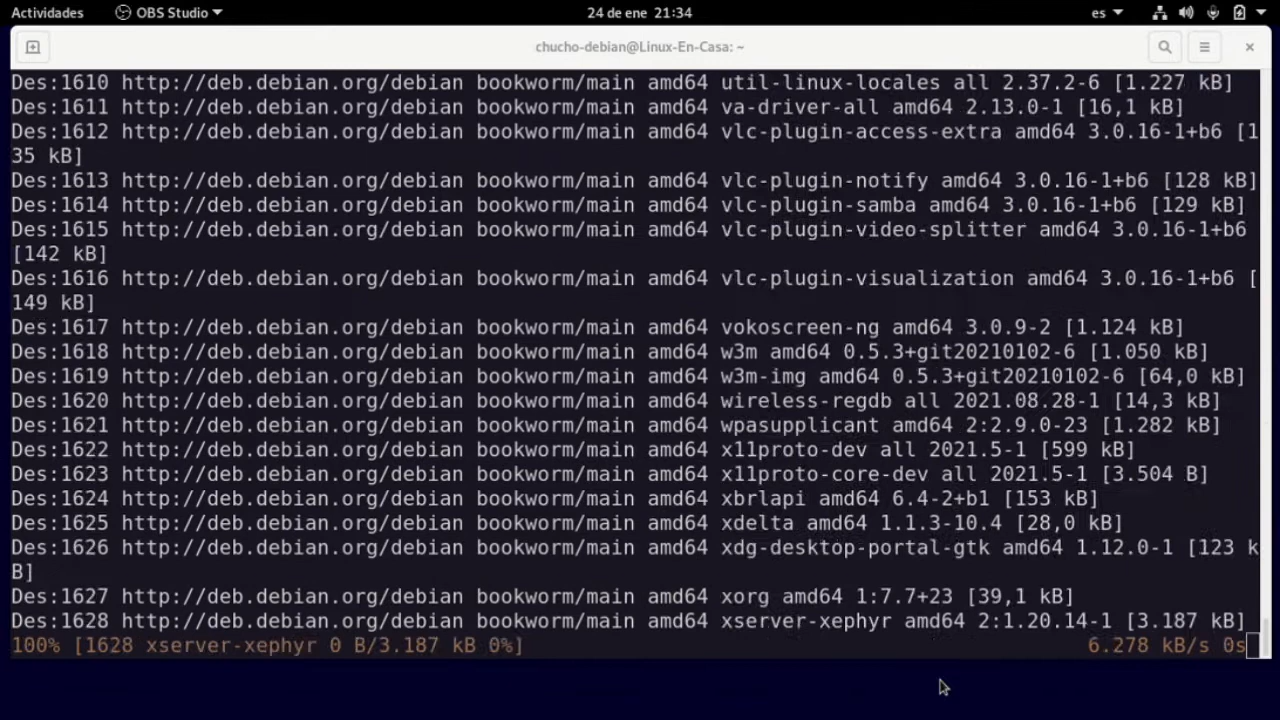 Actividades OBS Studio 24 de ene 21:34 es
chucho-debian@Linux-En-Casa: ~
Des:1610 http://deb.debian.org/debian bookworm/main amd64 util-linux-locales all 2.37.2-6 [1.227 kB]
Des:1611 http://deb.debian.org/debian bookworm/main amd64 va-driver-all amd64 2.13.0-1 [16,1 kB]
Des:1612 http://deb.debian.org/debian bookworm/main amd64 vlc-plugin-access-extra amd64 3.0.16-1+b6 [1
35 kB]
Des:1613 http://deb.debian.org/debian bookworm/main amd64 vlc-plugin-notify amd64 3.0.16-1+b6 [128 kB]
Des:1614 http://deb.debian.org/debian bookworm/main amd64 vlc-plugin-samba amd64 3.0.16-1+b6 [129 kB]
Des:1615 http://deb.debian.org/debian bookworm/main amd64 vlc-plugin-video-splitter amd64 3.0.16-1+b6
[142 kB]
Des:1616 http://deb.debian.org/debian bookworm/main amd64 vlc-plugin-visualization amd64 3.0.16-1+b6 [
149 kB]
Des:1617 http://deb.debian.org/debian bookworm/main amd64 vokoscreen-ng amd64 3.0.9-2 [1.124 kB]
Des:1618 http://deb.debian.org/debian bookworm/main amd64 w3m amd64 0.5.3+git20210102-6 [1.050 kB]
Des:1619 http://deb.debian.org/debian bookworm/main amd64 w3m-img amd64 0.5.3+git20210102-6 [64,0 kB]
Des:1620 http://deb.debian.org/debian bookworm/main amd64 wireless-regdb all 2021.08.28-1 [14,3 kB]
Des:1621 http://deb.debian.org/debian bookworm/main amd64 wpasupplicant amd64 2:2.9.0-23 [1.282 kB]
Des:1622 http://deb.debian.org/debian bookworm/main amd64 x11proto-dev all 2021.5-1 [599 kB]
Des:1623 http://deb.debian.org/debian bookworm/main amd64 x11proto-core-dev all 2021.5-1 [3.504 B]
Des:1624 http://deb.debian.org/debian bookworm/main amd64 xbrlapi amd64 6.4-2+b1 [153 kB]
Des:1625 http://deb.debian.org/debian bookworm/main amd64 xdelta amd64 1.1.3-10.4 [28,0 kB]
Des:1626 http://deb.debian.org/debian bookworm/main amd64 xdg-desktop-portal-gtk amd64 1.12.0-1 [123 k
B]
Des:1627 http://deb.debian.org/debian bookworm/main amd64 xorg amd64 1:7.7+23 [39,1 kB]
Des:1628 http://deb.debian.org/debian bookworm/main amd64 xserver-xephyr amd64 2:1.20.14-1 [3.187 kB]
100% [1628 xserver-xephyr 0 B/3.187 kB 0%] 6.278 kB/s 0s